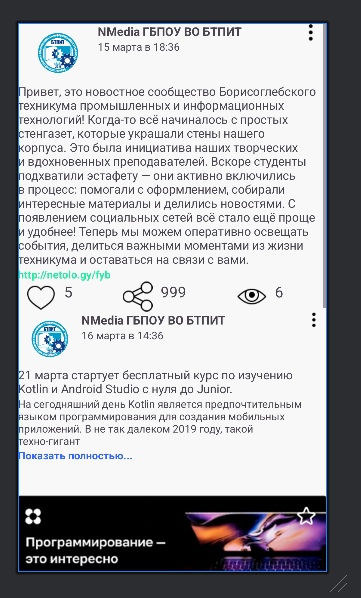 NMedia ГБПОУ ВО БТПИТ
15 марта в 18:36
Привет, это новостное сообщество Борисоглебского
техникума промышленных и информационных
технологий! Когда-то всё начиналось с простых
стенгазет, которые украшали стены нашего
корпуса. Это была инициатива наших творческих
и вдохновенных преподавателей. Вскоре студенты
подхватили эстафету — они активно включились
в процесс: помогали с оформлением, собирали
интересные материалы и делились новостями. С
появлением социальных сетей всё стало ещё проще
и удобнее! Теперь мы можем оперативно освещать
события, делиться важными моментами из жизни
техникума и оставаться на связи с вами.
http://netolo.gy/fyb
5 999 6
NMedia ГБПОУ ВО БТПИТ
16 марта в 14:36
21 марта стартует бесплатный курс по изучению
Kotlin и Android Studio с нуля до Junior.
На сегодняшний день Kotlin является предпочтительным
языком программирования для создания мобильных
приложений. В не так далеком 2019 году, такой
техно-гигант
Показать полностью...
Программирование —
это интересно